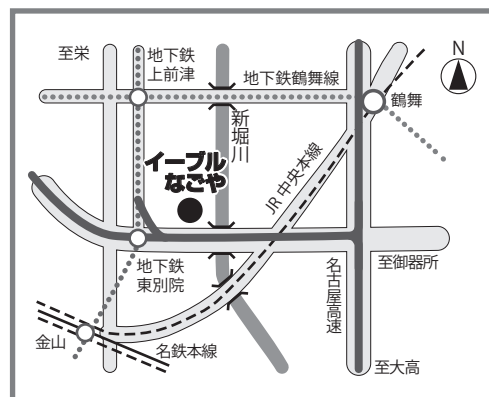 至栄
地下鉄
上前津
地下鉄鶴舞線
鶴舞
N
新堀川
イーブル
なごや
JR中央本線
地下鉄
東別院
名古屋高速
至御器所
金山
名鉄本線
至大高